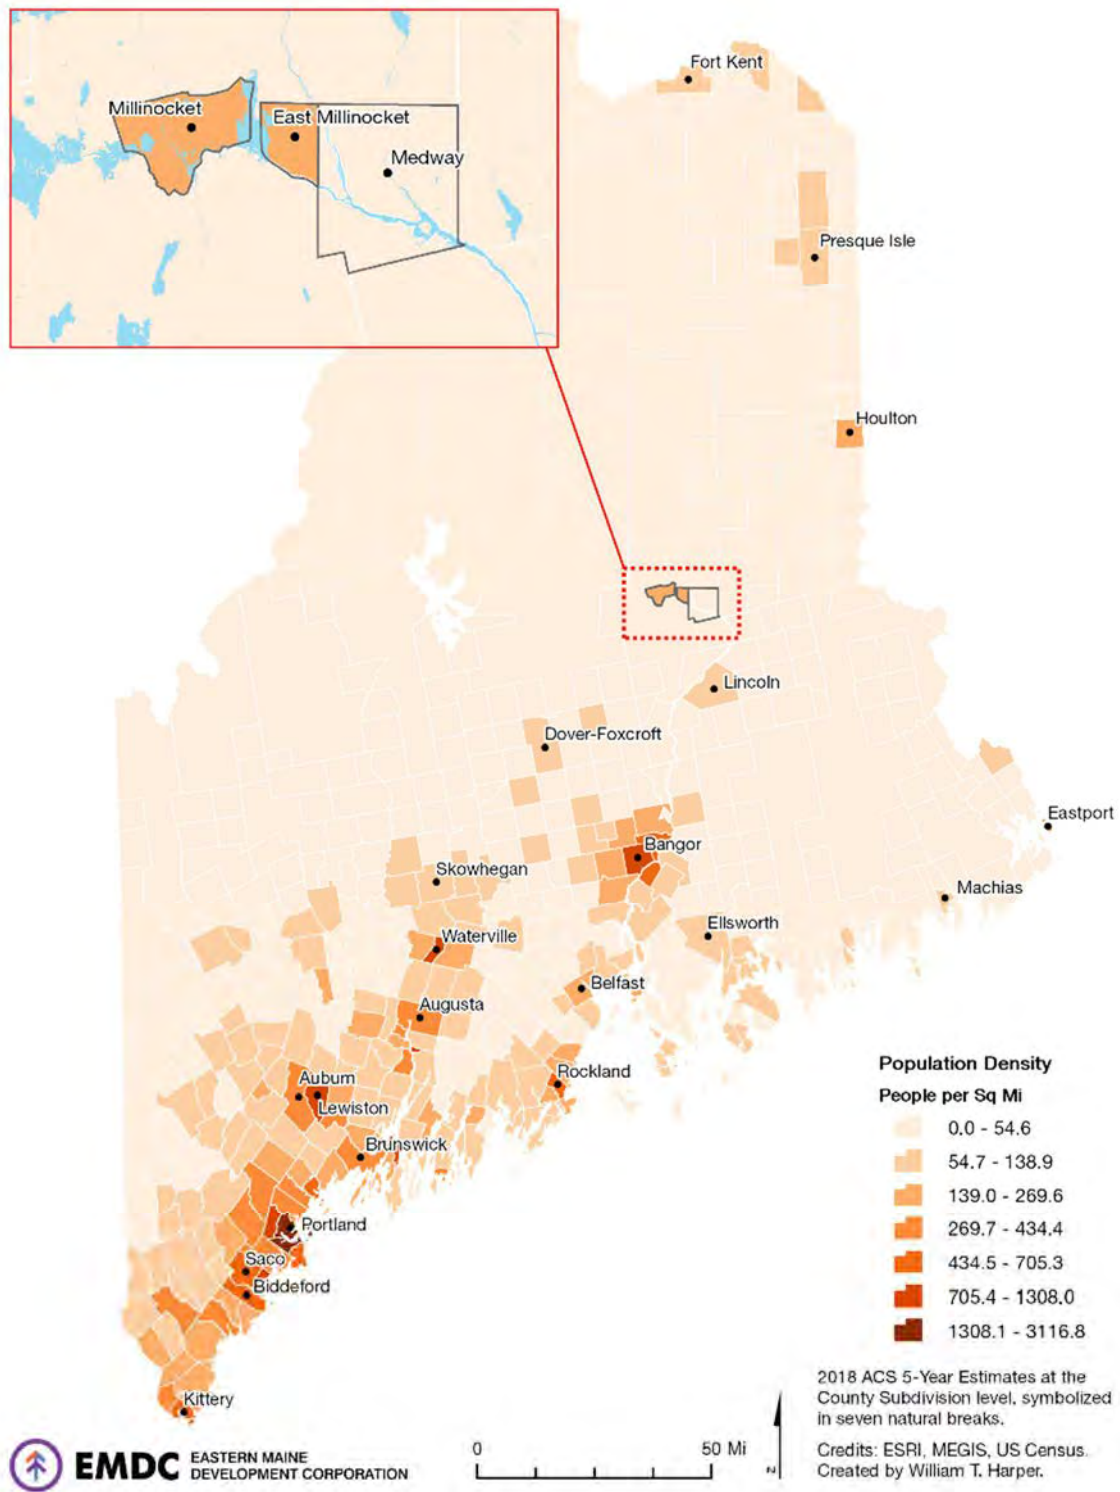 Millinocket
East Millinocket
Medway
Fort Kent
Presque Isle
Houlton
Lincoln
Dover-Foxcroft
Eastport
Bangor
Skowhegan
Machias
Ellsworth
Waterville
Belfast
Augusta
Rockland
Auburn
Lewiston
Brunswick
Portland
Saco
Biddeford
Kittery
Population Density
People per Sq Mi
0.0 - 54.6
54.7 - 138.9
139.0 - 269.6
269.7 - 434.4
434.5 - 705.3
705.4 - 1308.0
1308.1 - 3116.8
2018 ACS 5-Year Estimates at the
County Subdivision level, symbolized
in seven natural breaks.
Credits: ESRI, MEGIS, US Census.
Created by William T. Harper.
0 50 Mi
N
EMDC EASTERN MAINE
DEVELOPMENT CORPORATION